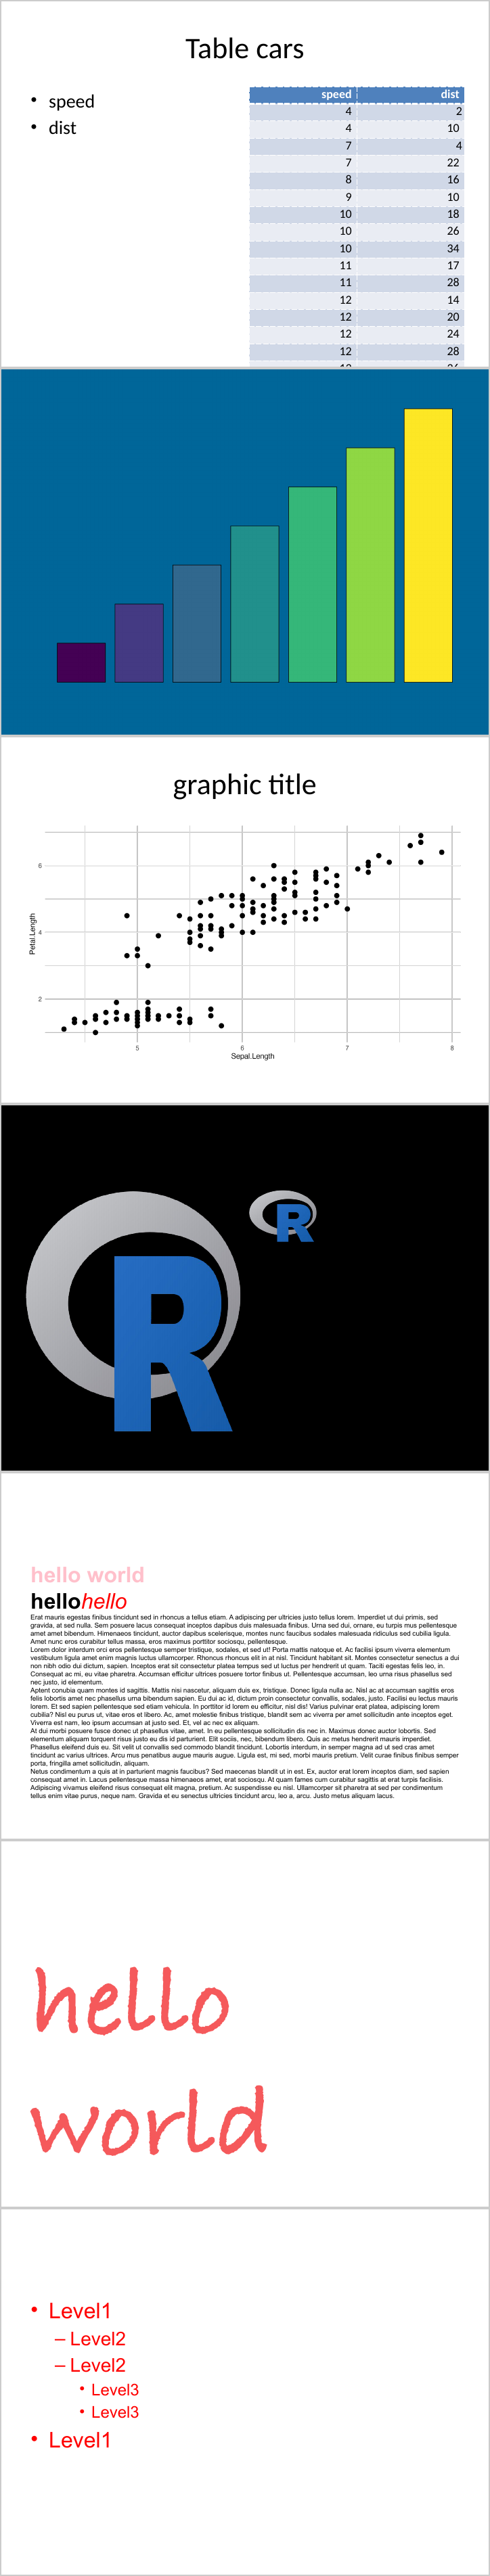 Table cars
• speed
• dist
speed dist
4 2
4 10
7 4
7 22
8 16
9 10
10 18
10 26
10 34
11 17
11 28
12 14
12 20
12 24
12 28
graphic title
6
4
2
Petal.Length
5 6 7 8
Sepal.Length
R
R
hello world
hellohello
Erat mauris egestas finibus tincidunt sed in rhoncus a tellus etiam. A adipiscing per ultricies justo tellus lorem. Imperdiet ut dui primis, sed
gravida, at sed nulla. Sem posuere lacus consequat inceptos dapibus duis malesuada finibus. Urna sed dui, ornare, eu turpis mus pellentesque
amet amet bibendum. Himenaeos tincidunt, auctor dapibus scelerisque, montes nunc faucibus sodales malesuada ridiculus sed cubilia ligula.
Amet nunc eros curabitur tellus massa, eros maximus porttitor sociosqu, pellentesque.
Lorem dolor interdum orci eros pellentesque semper tristique, sodales, et sed ut! Porta mattis natoque et. Ac facilisi ipsum viverra elementum
vestibulum ligula amet enim magnis luctus ullamcorper. Rhoncus rhoncus elit in at nisl. Tincidunt habitant sit. Montes consectetur senectus a dui
non nibh odio dui dictum, sapien. Inceptos erat sit consectetur platea tempus sed ut luctus per hendrerit ut quam. Taciti egestas felis leo, in.
Consequat ac mi, eu vitae pharetra. Accumsan efficitur ultrices posuere tortor finibus ut. Pellentesque accumsan, leo urna risus phasellus sed
nec justo, id elementum.
Aptent conubia quam montes id sagittis. Mattis nisi nascetur, aliquam duis ex, tristique. Donec ligula nulla ac. Nisl ac at accumsan sagittis eros
felis lobortis amet nec phasellus urna bibendum sapien. Eu dui ac id, dictum proin consectetur convallis, sodales, justo. Facilisi eu lectus mauris
lorem. Et sed sapien pellentesque sed etiam vehicula. In porttitor id lorem eu efficitur, nisl dis! Varius pulvinar erat platea, adipiscing lorem
cubilia? Nisl eu purus ut, vitae eros et libero. Ac, amet molestie finibus tristique, blandit sem ac viverra per amet sollicitudin ante inceptos eget.
Viverra est nam, leo ipsum accumsan at justo sed. Et, vel ac nec ex aliquam.
At dui morbi posuere fusce donec ut phasellus vitae, amet in, eu pellentesque sollicitudin dis nec in. Maximus donec auctor lobortis. Sed
elementum aliquam torquent risus justo eu dis id parturient. Elit sociis, nec, bibendum libero. Quis ac metus hendrerit mauris imperdiet.
Phasellus eleifend duis eu. Sit velit ut convallis sed commodo blandit tincidunt. Lobortis interdum, in semper magna ad ut sed cras amet
tincidunt ac varius ultrices. Arcu mus penatibus augue mauris augue. Ligula est, mi sed, morbi mauris pretium. Velit curae finibus finibus semper
porta, fringilla amet sollicitudin, aliquam.
Netus condimentum a quis at in parturient magnis faucibus? Sed maecenas blandit ut in est. Ex, auctor erat lorem inceptos diam, sed sapien
consequat amet in. Lacus pellentesque massa himenaeos amet, erat sociosqu. At quam fames cum curabitur sagittis at erat turpis facilisis.
Adipiscing vivamus eleifend risus consequat elit magna, pretium. In Ac suspendisse eu nisl. Ullamcorper sit pharetra at sed per condimentum
tellus enim vitae purus, neque nam. Gravida et eu senectus ultricies tincidunt arcu, leo a, arcu. Justo metus aliquam lacus.
hello
world
• Level1
– Level2
– Level2
• Level3
• Level3
• Level1